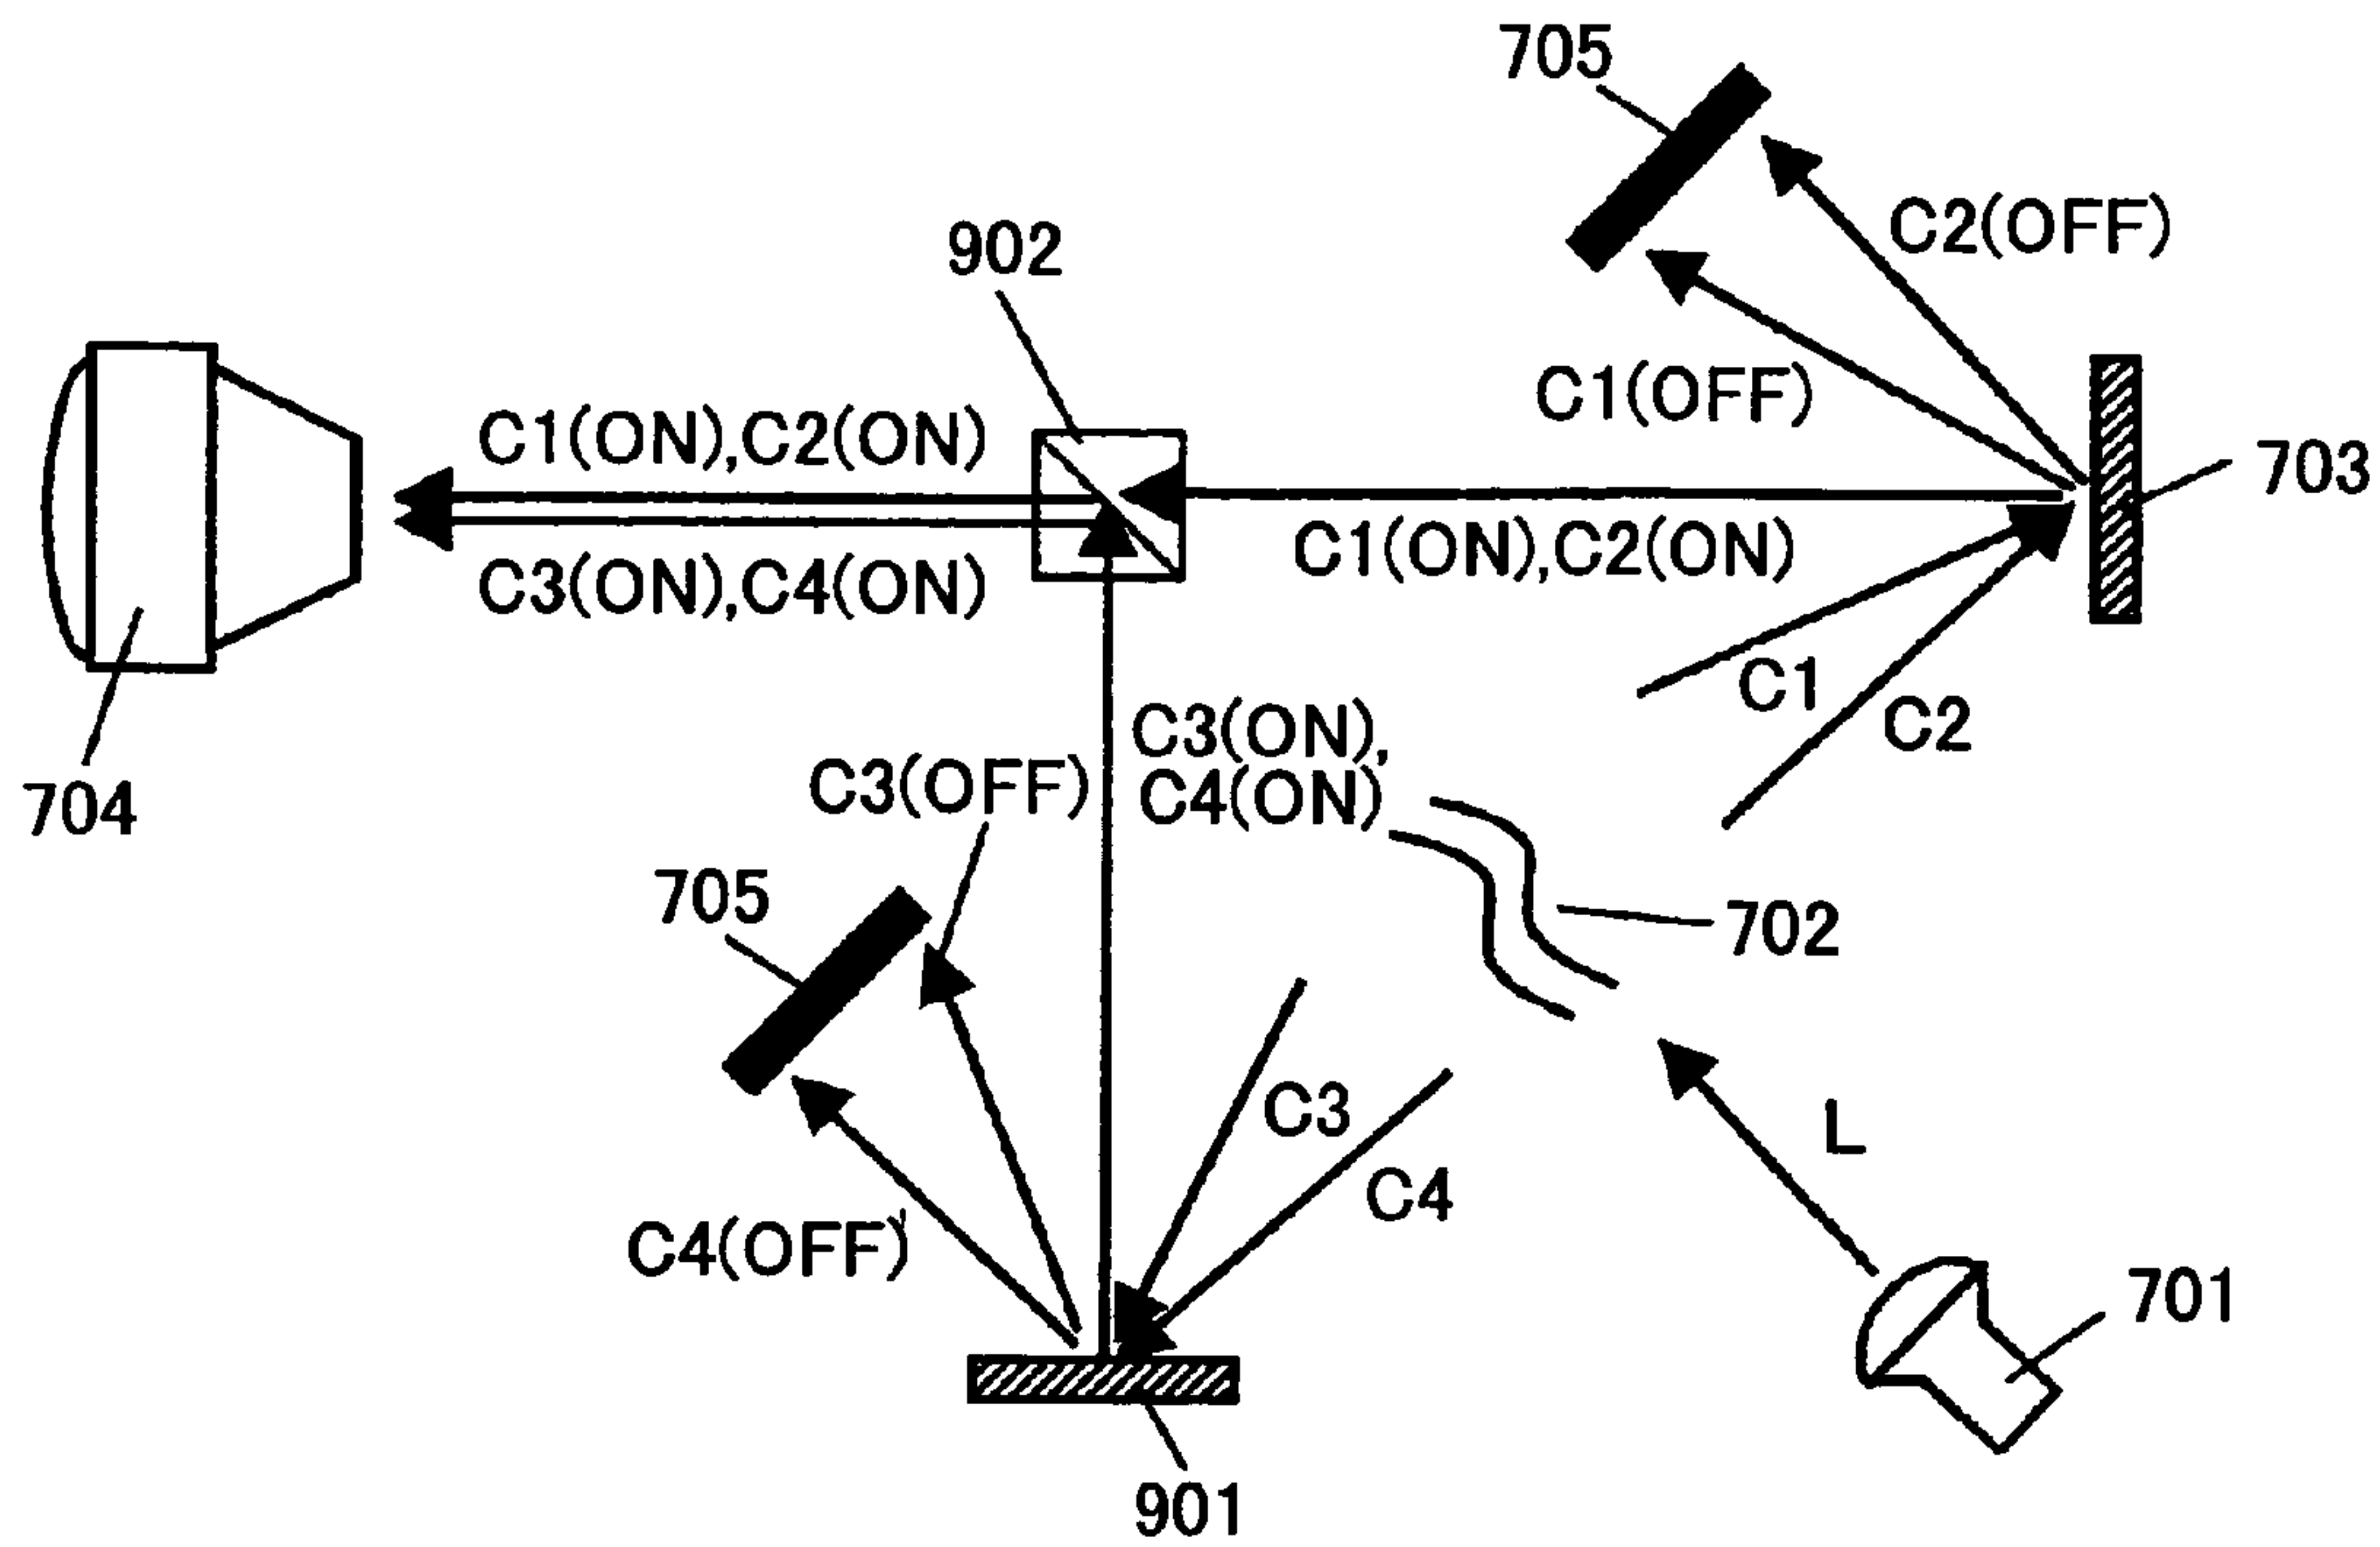 705
C2(OFF)
902
C1(OFF)
C1(ON),C2(ON)
703
C1(ON),C2(ON)
C3(ON),C4(ON)
C1
C2
C3(ON),
C4(ON)
C3(OFF)
704
705
702
C3
L
C4
C4(OFF)
701
901